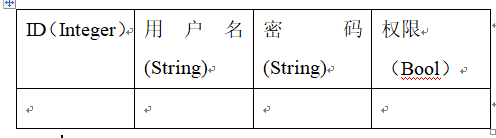 ID（Integer） 用户名 密码 权限
(String) (String) （Bool）